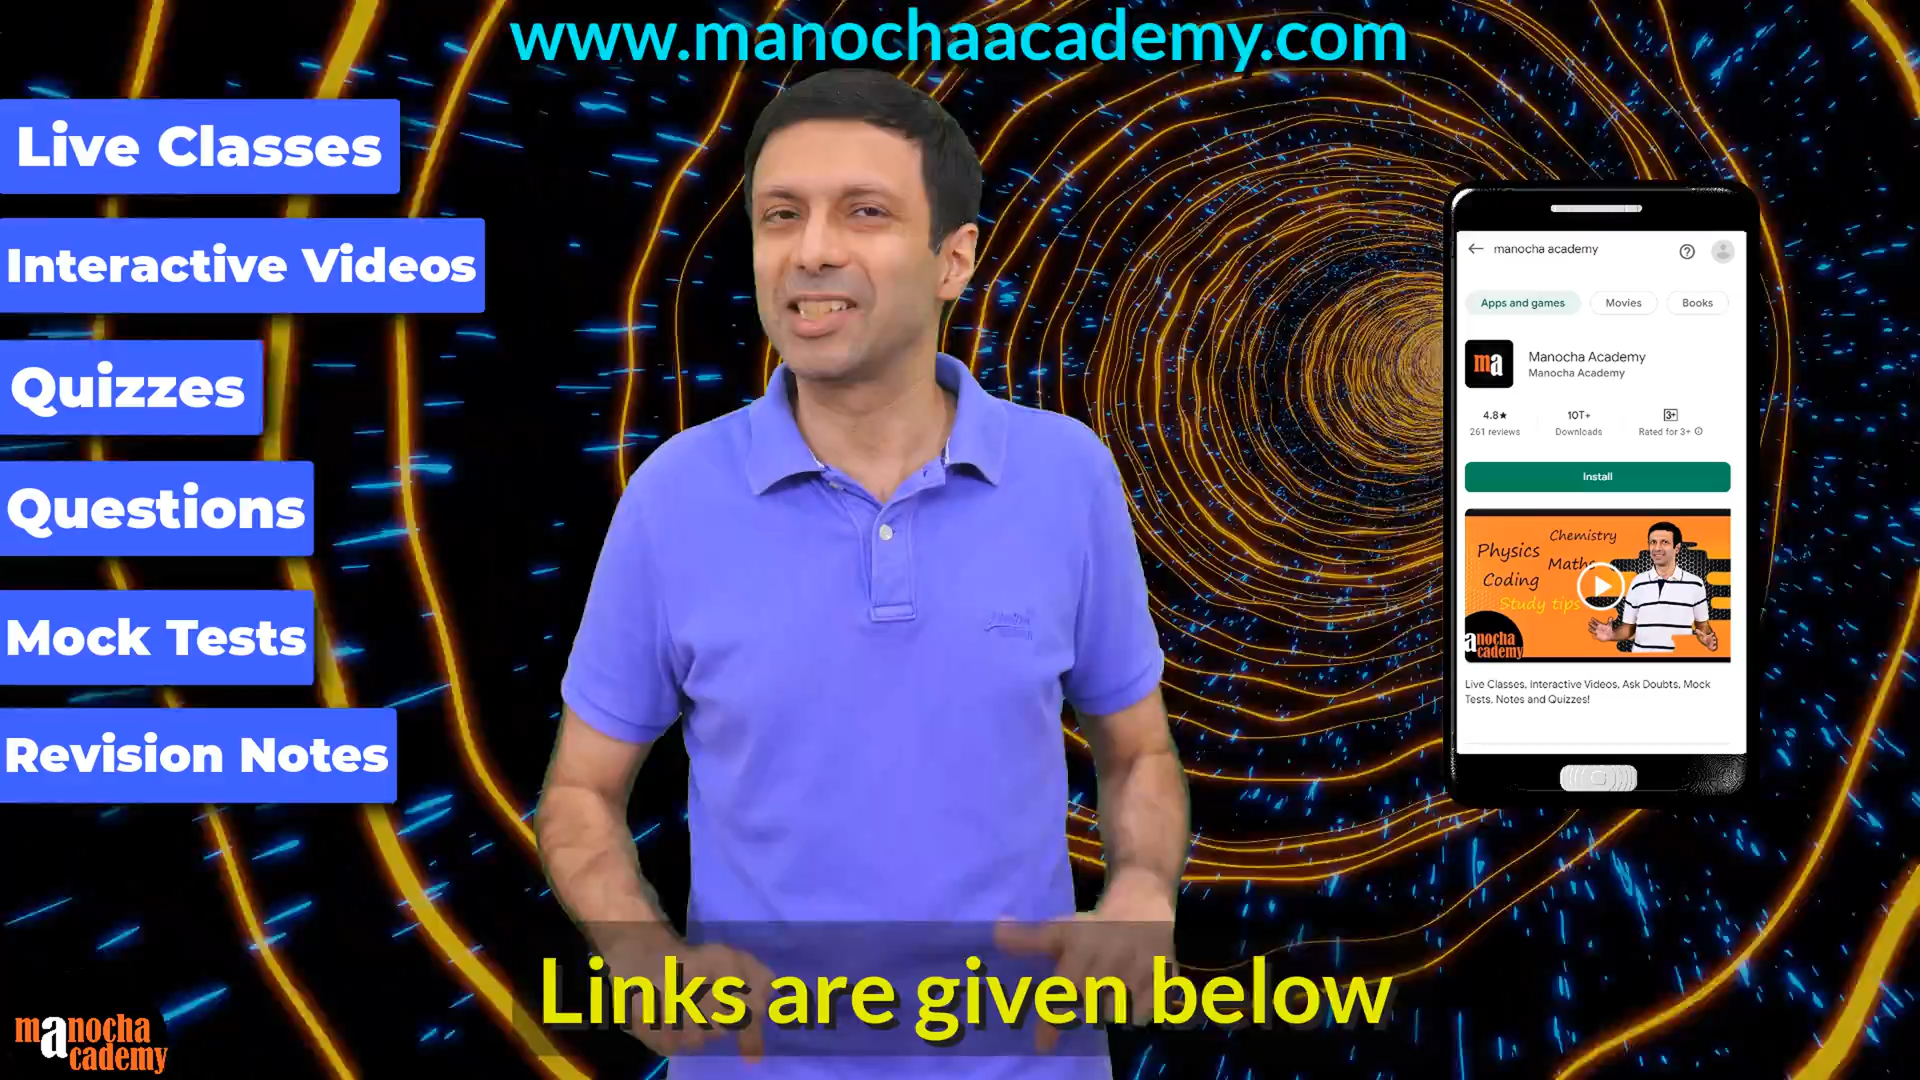 www.manochaacademy.com
Live Classes
Interactive Videos
Quizzes
Questions
Mock Tests
Revision Notes
manocha academy
Apps and games
Movies
Books
ma
Manocha Academy
Manocha Academy
4.8★
261 reviews
10T+
Downloads
3+
Rated for 3+
Install
Chemistry
Physics
Maths
Coding
Study tips
anocha
academy
Live Classes, Interactive Videos, Ask Doubts, Mock
Tests, Notes and Quizzes!
Links are given below
manocha
academy